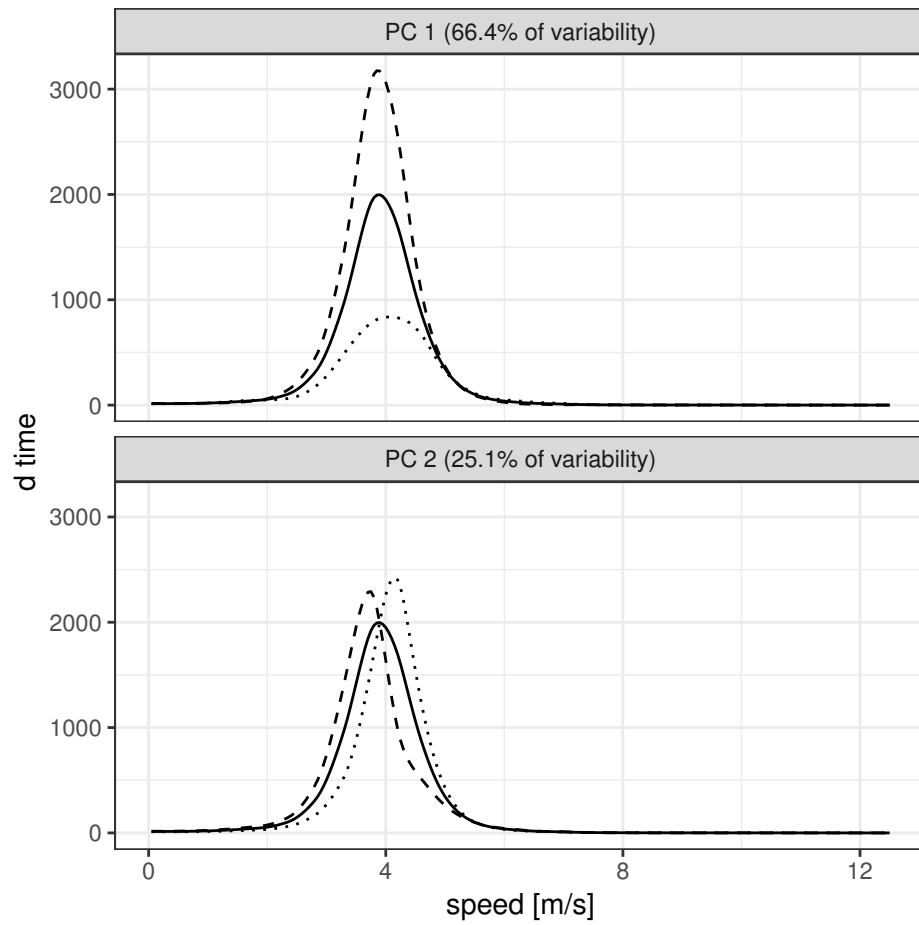 PC 1 (66.4% of variability)
3000
2000
1000
0
PC 2 (25.1% of variability)
3000
2000
1000
0
d time
0 4 8 12
speed [m/s]